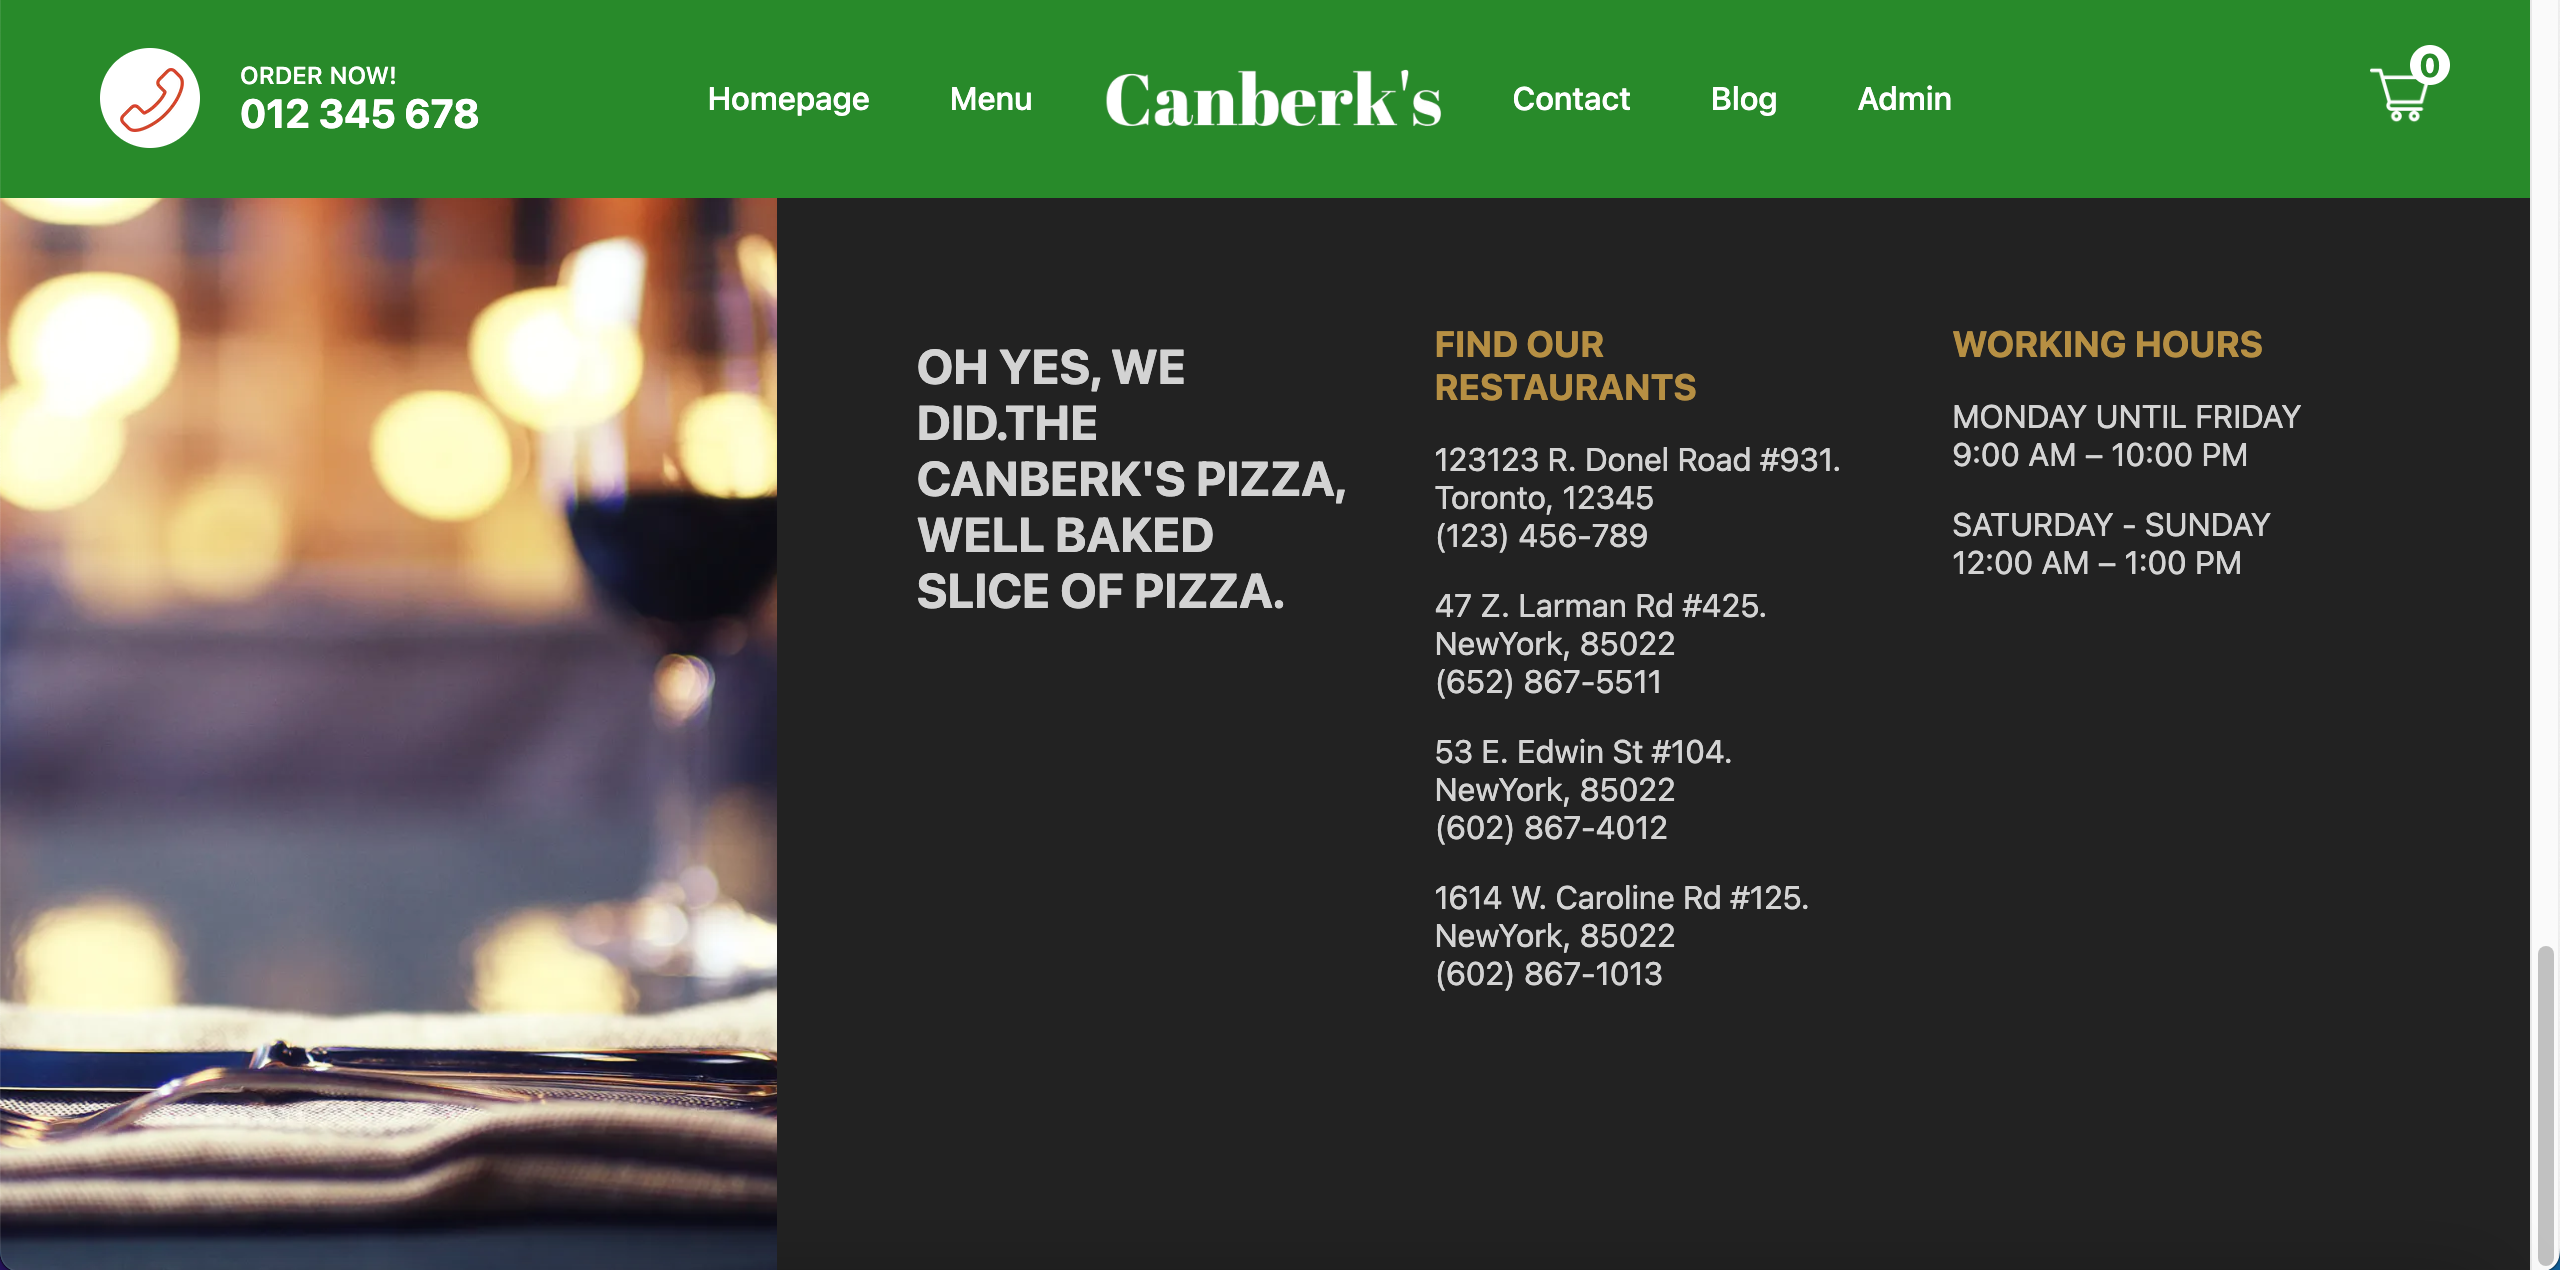 ORDER NOW!
012 345 678
Homepage
Menu
Canberk's
Contact
Blog
Admin
0
OH YES, WE
DID.THE
CANBERK'S PIZZA,
WELL BAKED
SLICE OF PIZZA.
FIND OUR
RESTAURANTS
123123 R. Donel Road #931.
Toronto, 12345
(123) 456-789
47 Z. Larman Rd #425.
NewYork, 85022
(652) 867-5511
53 E. Edwin St #104.
NewYork, 85022
(602) 867-4012
1614 W. Caroline Rd #125.
NewYork, 85022
(602) 867-1013
WORKING HOURS
MONDAY UNTIL FRIDAY
9:00 AM – 10:00 PM
SATURDAY - SUNDAY
12:00 AM – 1:00 PM